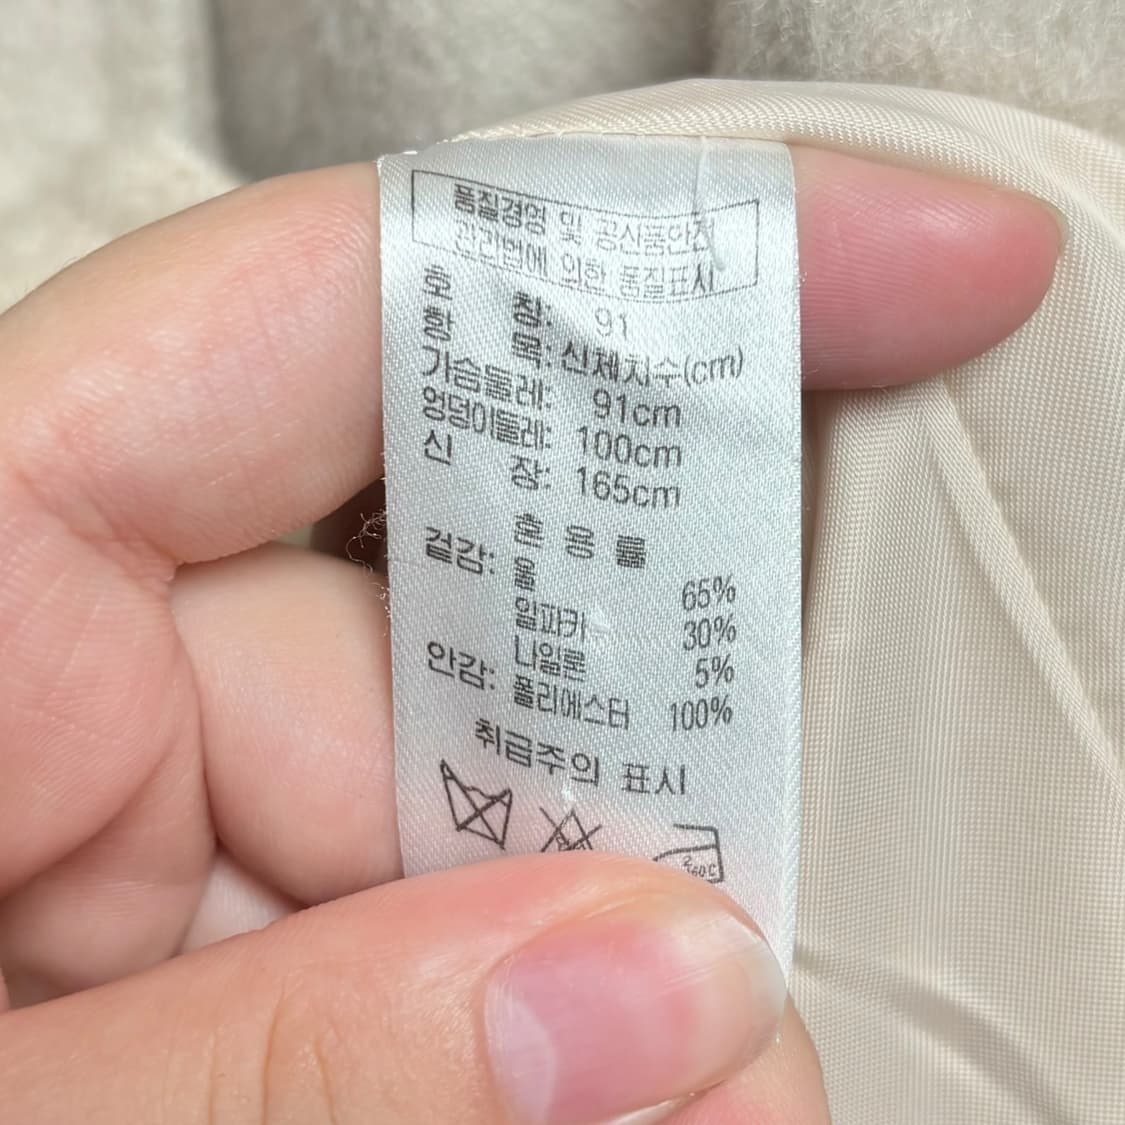 품질경영 및 공산품안전
관리법에 의한 품질표시
호 칭: 91
항 목: 신체치수(cm)
가슴둘레: 91cm
엉덩이둘레: 100cm
신 장: 165cm
혼 용 률
겉감: 울 65%
알파카 30%
나일론 5%
안감: 폴리에스터 100%
취급주의 표시